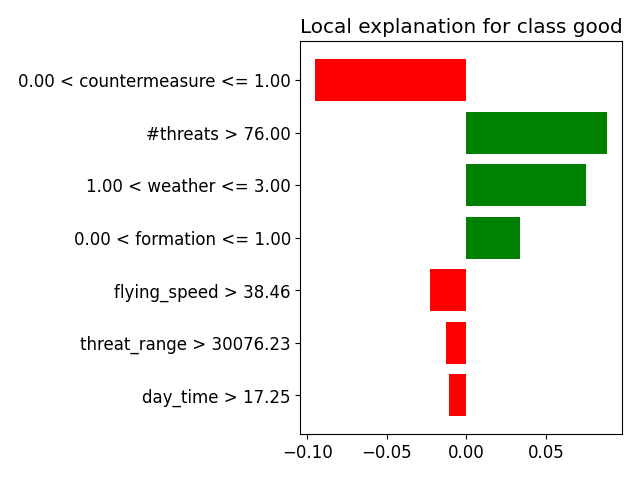 Local explanation for class good
0.00 < countermeasure <= 1.00
#threats > 76.00
1.00 < weather <= 3.00
0.00 < formation <= 1.00
flying_speed > 38.46
threat_range > 30076.23
day_time > 17.25
−0.10 −0.05 0.00 0.05